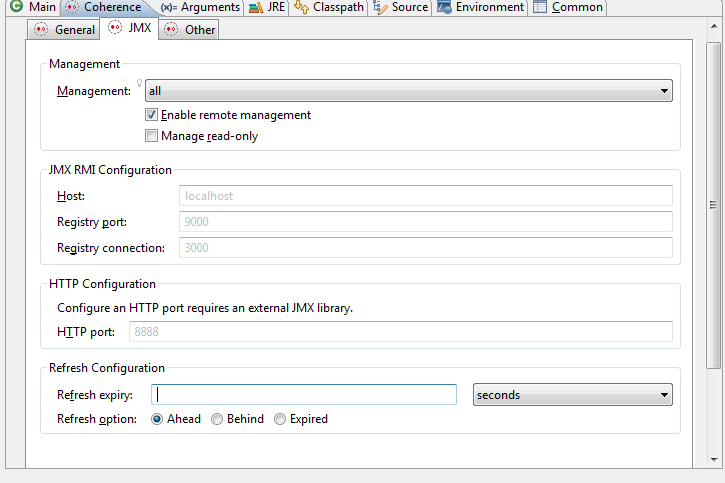 Main Coherence (x)= Arguments JRE Classpath Source Environment Common
General JMX Other
Management
Management: all
Enable remote management
Manage read-only
JMX RMI Configuration
Host: localhost
Registry port: 9000
Registry connection: 3000
HTTP Configuration
Configure an HTTP port requires an external JMX library.
HTTP port: 8888
Refresh Configuration
Refresh expiry: seconds
Refresh option: Ahead Behind Expired